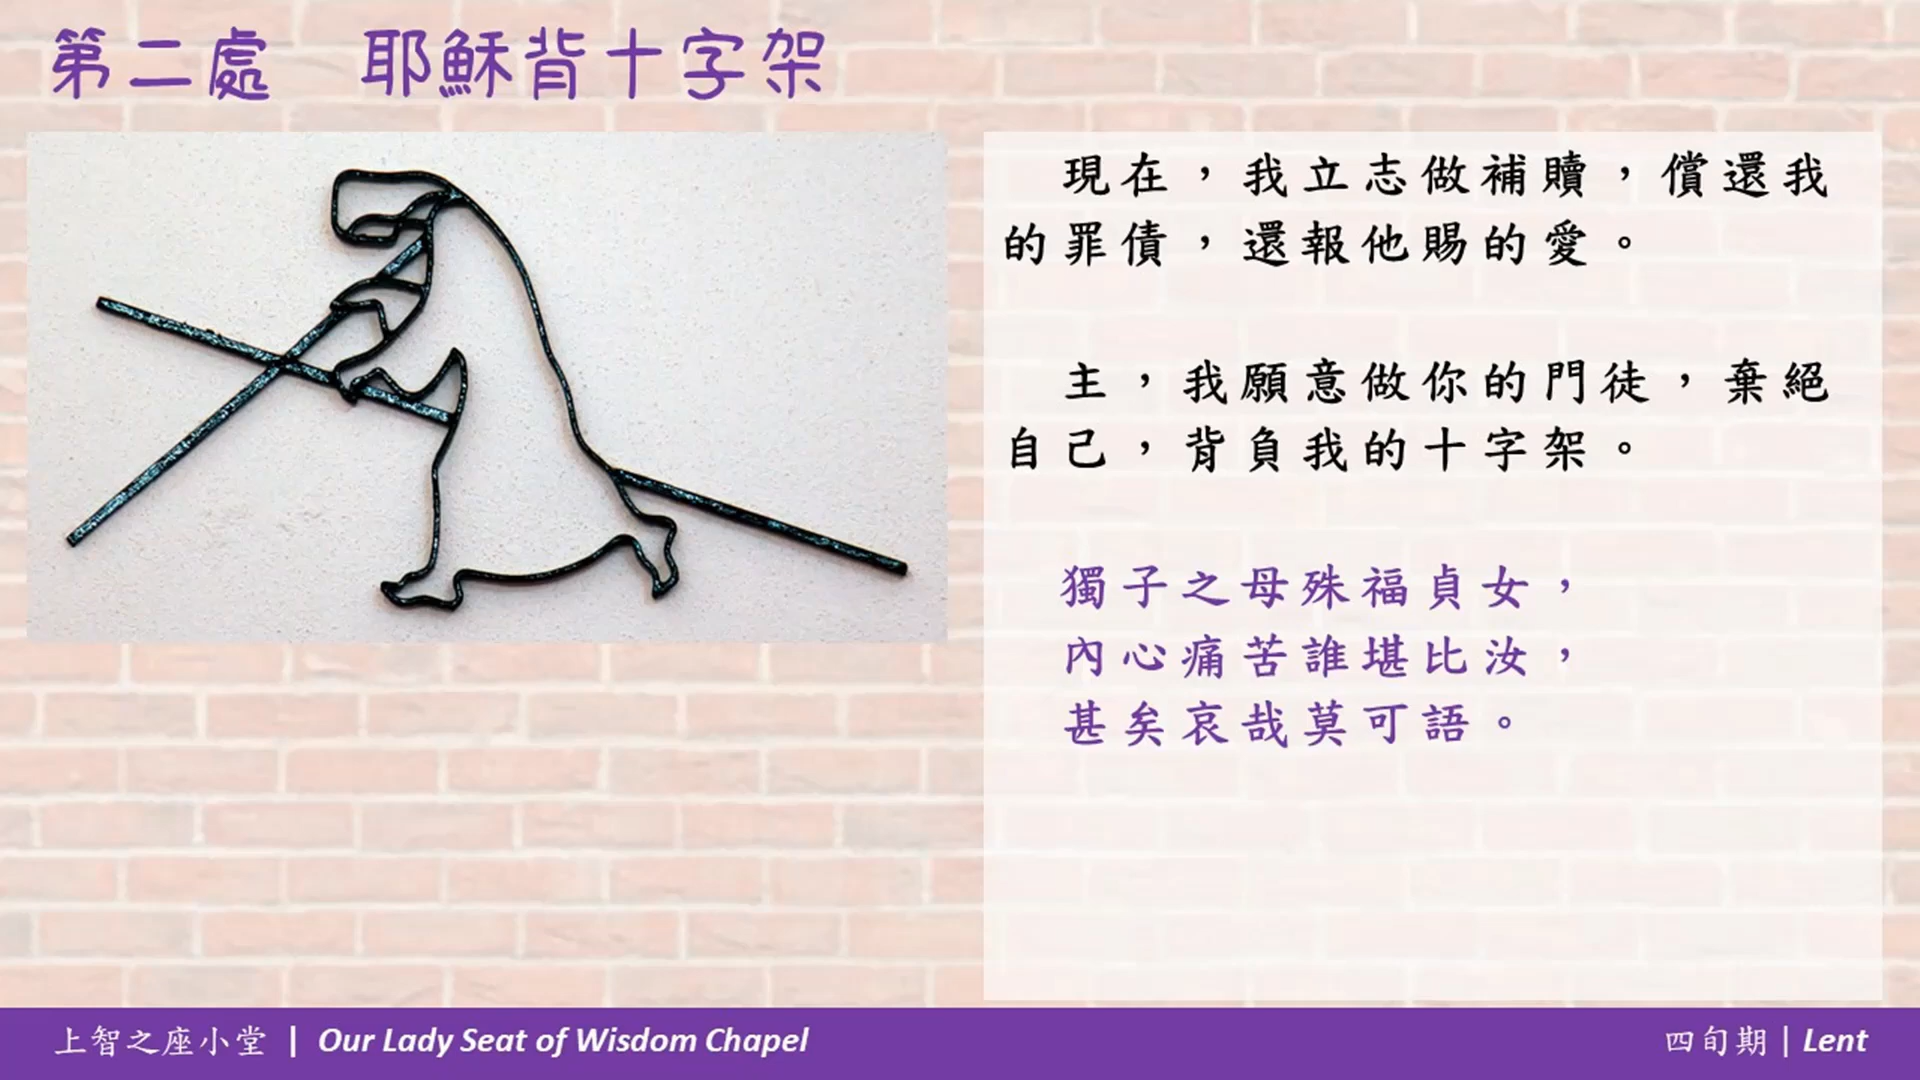 第二處　耶穌背十字架
現在，我立志做補贖，償還我
的罪債，還報他賜的愛。
主，我願意做你的門徒，棄絕
自己，背負我的十字架。
獨子之母殊福貞女，
內心痛苦誰堪比汝，
甚矣哀哉莫可語。
上智之座小堂 | Our Lady Seat of Wisdom Chapel
四旬期 | Lent